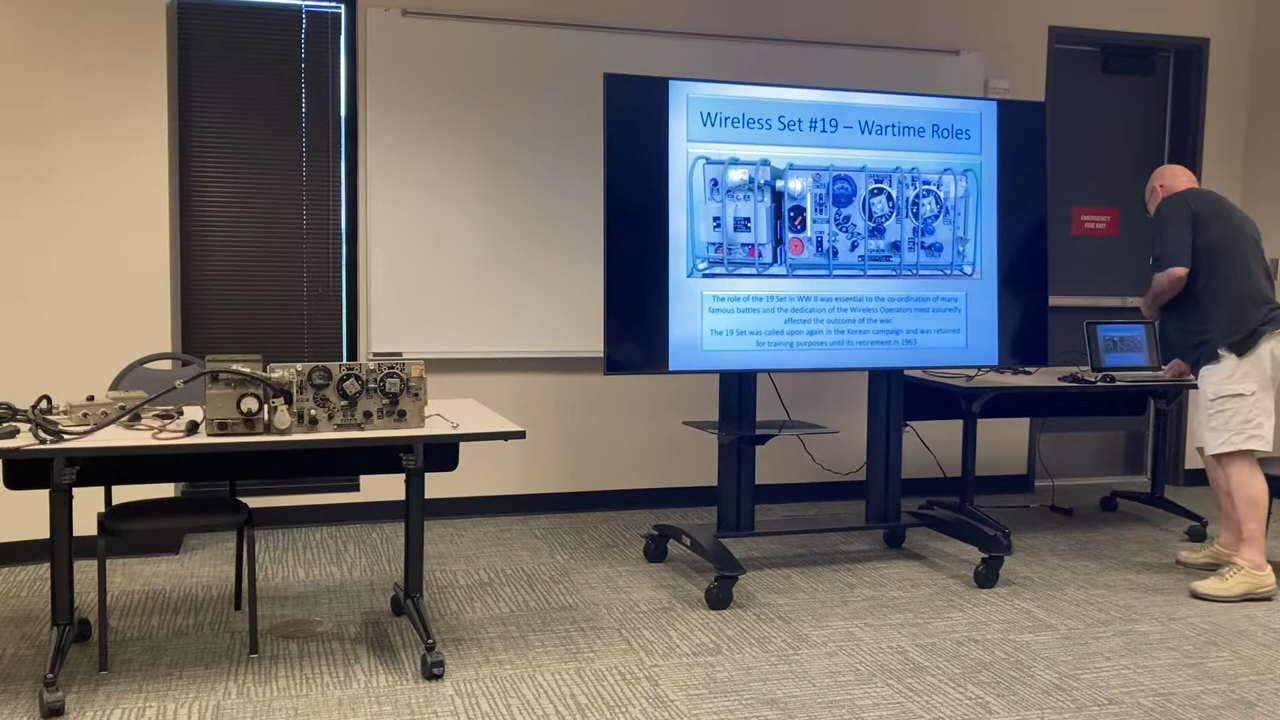 Wireless Set #19 – Wartime Roles
The role of the 19 Set in WW II was essential to the co-ordination of many
famous battles and the dedication of the Wireless Operators most assuredly
affected the outcome of the war.
The 19 Set was called upon again in the Korean campaign and was retained
for training purposes until its retirement in 1963
EMERGENCY
FIRE EXIT